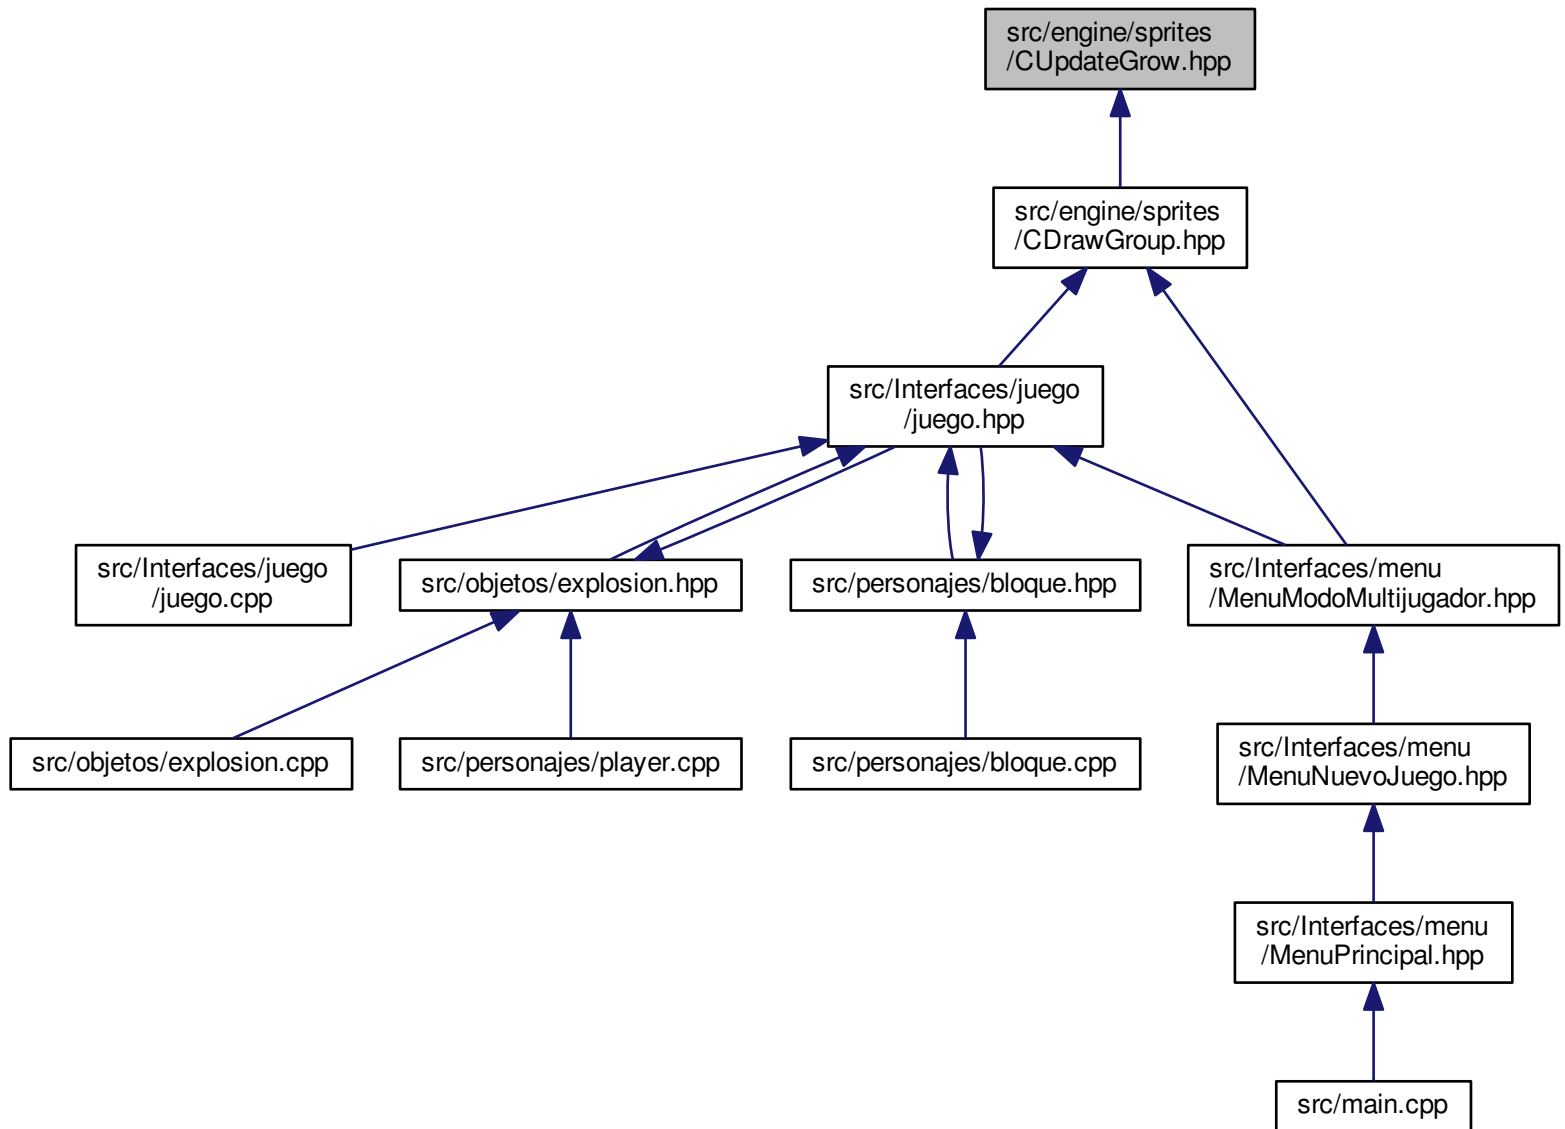 src/engine/sprites
/CUpdateGrow.hpp
src/engine/sprites
/CDrawGroup.hpp
src/Interfaces/juego
/juego.hpp
src/Interfaces/juego
/juego.cpp
src/objetos/explosion.hpp
src/personajes/bloque.hpp
src/Interfaces/menu
/MenuModoMultijugador.hpp
src/objetos/explosion.cpp
src/personajes/player.cpp
src/personajes/bloque.cpp
src/Interfaces/menu
/MenuNuevoJuego.hpp
src/Interfaces/menu
/MenuPrincipal.hpp
src/main.cpp